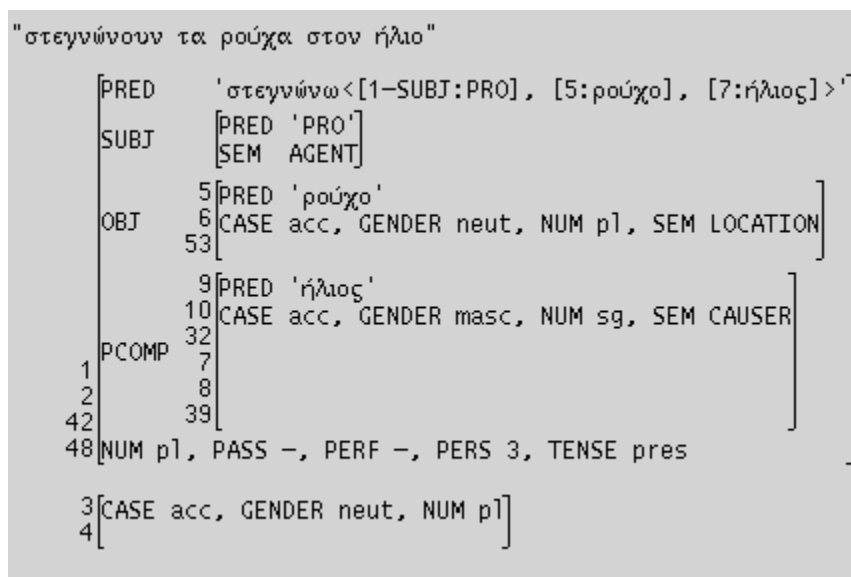 "στεγνώνουν τα ρούχα στον ήλιο"
PRED 'στεγνώνω<[1-SUBJ:PRO], [5:ρούχο], [7:ήλιος]>'
PRED 'PRO'
SUBJ
SEM AGENT
5 PRED 'ρούχο'
OBJ 6 CASE acc, GENDER neut, NUM pl, SEM LOCATION
53
9 PRED 'ήλιος'
10 CASE acc, GENDER masc, NUM sg, SEM CAUSER
32
PCOMP 7
1
2 8
42 39
48 NUM pl, PASS −, PERF −, PERS 3, TENSE pres
3 CASE acc, GENDER neut, NUM pl
4